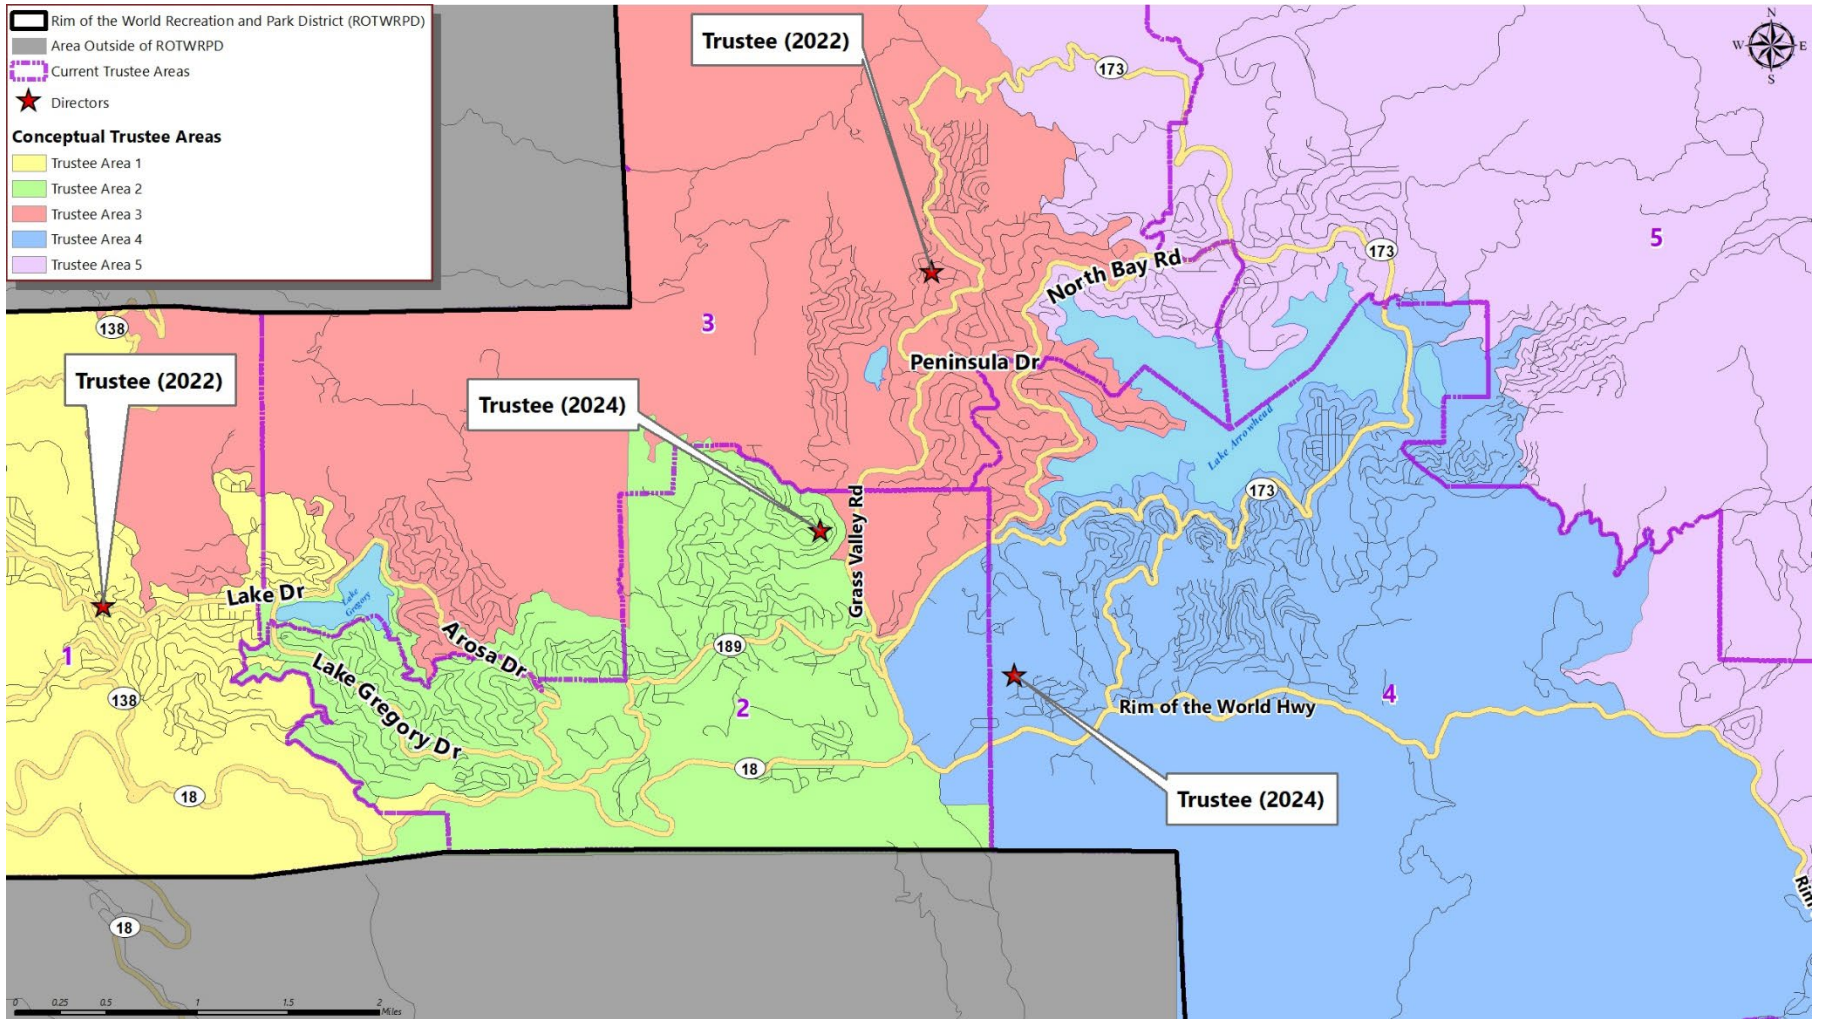 Rim of the World Recreation and Park District (ROTWRPD)
Area Outside of ROTWRPD
Current Trustee Areas
Directors
Conceptual Trustee Areas
Trustee Area 1
Trustee Area 2
Trustee Area 3
Trustee Area 4
Trustee Area 5
Trustee (2022)
N
W
E
S
173
5
North Bay Rd
173
138
3
Peninsula Dr
Trustee (2022)
Trustee (2024)
Lake Arrowhead
173
Grass Valley Rd
Lake Dr
Lake
Gregory
1
Arosa Dr
189
138
Lake Gregory Dr
2
4
Rim of the World Hwy
18
18
Trustee (2024)
18
0
0.25
0.5
1
1.5
2
Miles